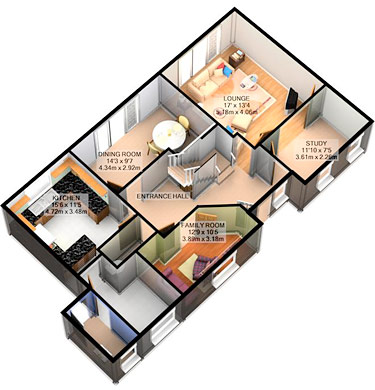 LOUNGE
17' x 13'4
5.18m x 4.06m
STUDY
11'10 x 7'5
3.61m x 2.26m
DINING ROOM
14'3 x 9'7
4.34m x 2.92m
ENTRANCE HALL
KITCHEN
15'6 x 11'5
4.72m x 3.48m
FAMILY ROOM
12'9 x 10'5
3.89m x 3.18m